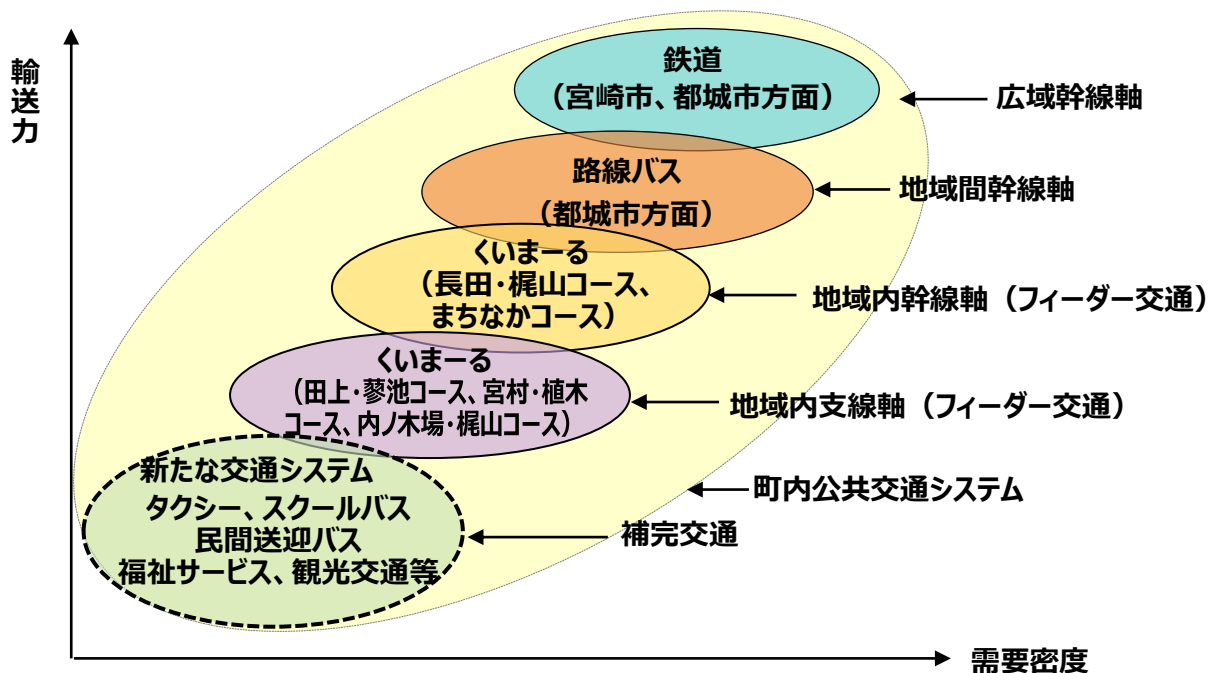 輸送力
鉄道
（宮崎市、都城市方面）
広域幹線軸
路線バス
（都城市方面）
地域間幹線軸
くいまーる
（長田・梶山コース、
まちなかコース）
地域内幹線軸（フィーダー交通）
くいまーる
（田上・蓼池コース、宮村・植木
コース、内ノ木場・梶山コース）
地域内支線軸（フィーダー交通）
新たな交通システム
タクシー、スクールバス
民間送迎バス
福祉サービス、観光交通等
町内公共交通システム
補完交通
需要密度